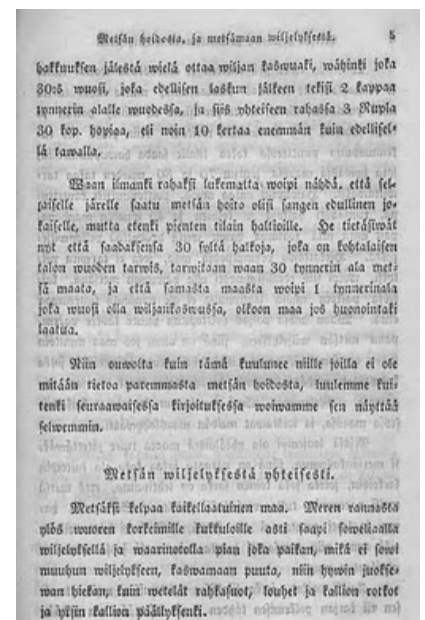 Metsän hoidosta, ja metsämaan wiljelyksestä. 5
hakkuuksen jälestä wielä ottaa wiljan kaswuaki, wähinki joka
30:s wuosi, joka edellisen laskun jälkeen tekisi 2 kappaa
tynnerin alalle wuodessa, ja siis yhteiseen rahassa 3 Rupla
30 kop. hopiaa, eli noin 10 kertaa enemmän kuin edellisel-
lä tawalla.
Waan ilmanki rahaksi lukematta woipi nähdä, että sel-
laiselle järelle saatu metsän hoito olisi sangen edullinen jo-
kaiselle, mutta etenki pienten tilain haltioille. He tietäisiwät
nyt että saadaksensa 30 syltä halkoja, joka on kohtalaisen
talon wuoden tarwis, tarwitaan waan 30 tynnerin ala met-
sä maata, ja että samasta maasta woipi 1 tynnerinala
joka wuosi olla wiljankaswussa, olkoon maa jos huonointaki
laatua.
Niin ouwolta kuin tämä kuulunee niille joilla ei ole
mitään tietoa paremmasta metsän hoidosta, luulemme kui-
tenki seuraawaisessa kirjoituksessa woiwamme sen näyttää
selwemmin.
Metsän wiljelyksestä yhteisesti.
Metsäksi kelpaa kaikellaatuinen maa. Meren rannasta
ylös wuoren korkeimille kukkuloille asti saapi soweliaalla
wiljelyksellä ja waarinotolla pian joka paikan, mikä ei sowi
muuhun wiljelykseen, kaswamaan puuta, niin hywin juokse-
wan hiekan, kuin wetelät rahkasuot, louhet ja kallion rotkot
ja yksin kallion päällyksenki.